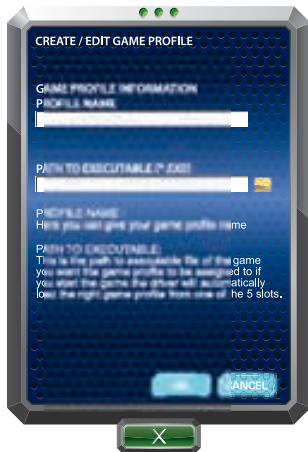 CREATE / EDIT GAME PROFILE
GAME PROFILE INFORMATION
PROFILE NAME
PATH TO EXECUTABLE (*.EXE)
PROFILE NAME:
Here you can give your game profile name
PATH TO EXECUTABLE:
This is the path to executable file of the game
you want the game profile to be assigned to if
you start the game the driver will automatically
load the right game profile from one of the 5 slots.
CANCEL
X